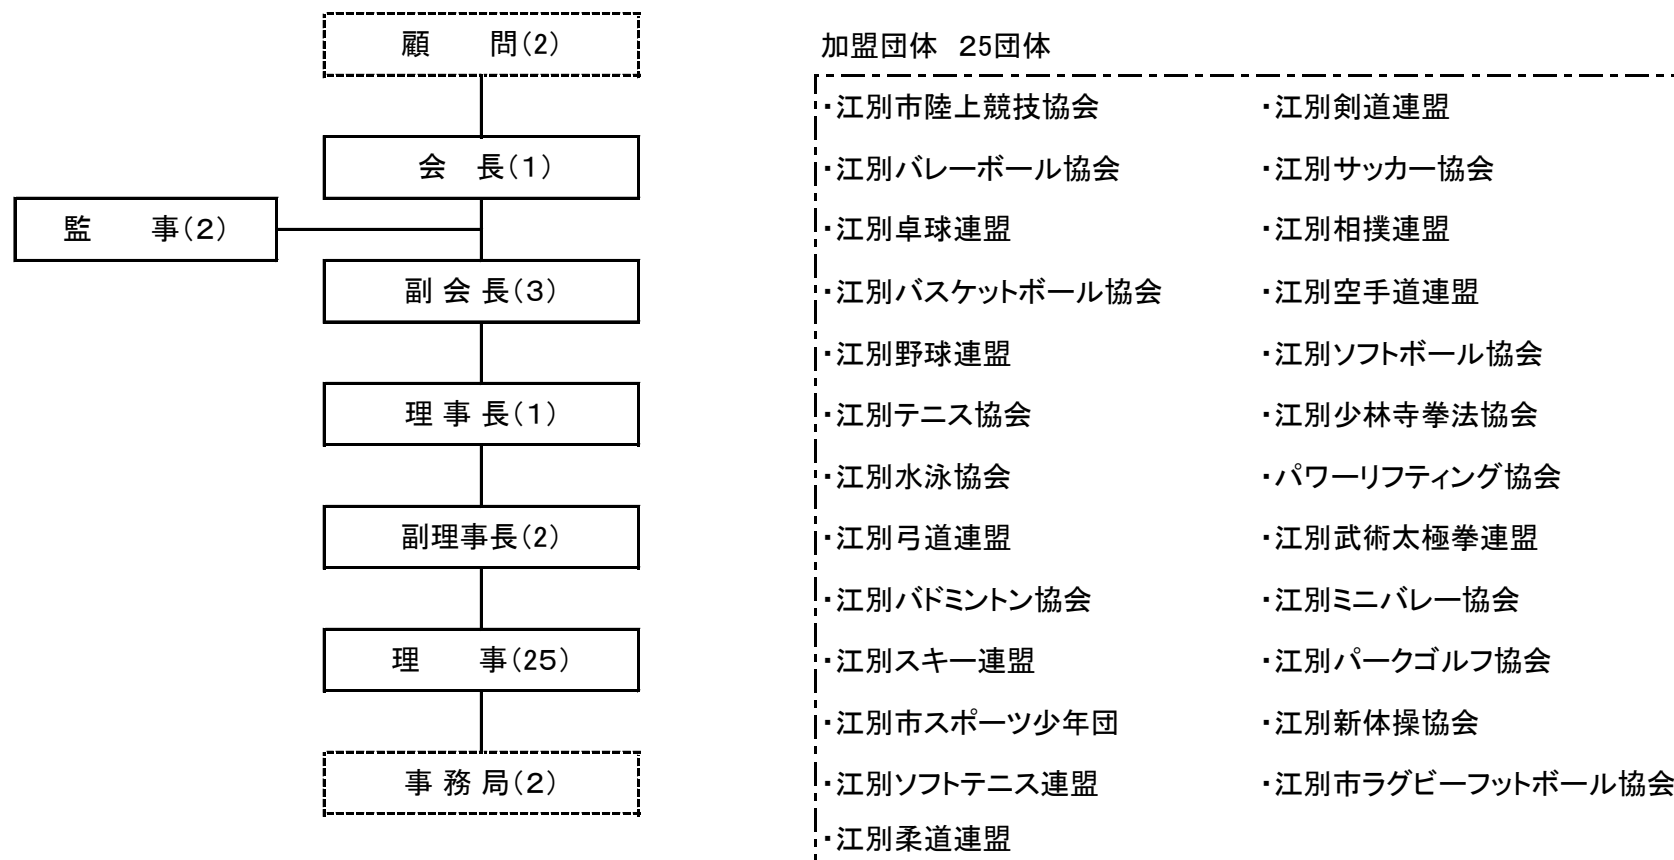 顧　　問(2)
会　長(1)
監　　事(2)
副 会 長(3)
理 事 長(1)
副理事長(2)
理　　事(25)
事 務 局(2)
加盟団体　25団体
・江別市陸上競技協会
・江別バレーボール協会
・江別卓球連盟
・江別バスケットボール協会
・江別野球連盟
・江別テニス協会
・江別水泳協会
・江別弓道連盟
・江別バドミントン協会
・江別スキー連盟
・江別市スポーツ少年団
・江別ソフトテニス連盟
・江別柔道連盟
・江別剣道連盟
・江別サッカー協会
・江別相撲連盟
・江別空手道連盟
・江別ソフトボール協会
・江別少林寺拳法協会
・パワーリフティング協会
・江別武術太極拳連盟
・江別ミニバレー協会
・江別パークゴルフ協会
・江別新体操協会
・江別市ラグビーフットボール協会